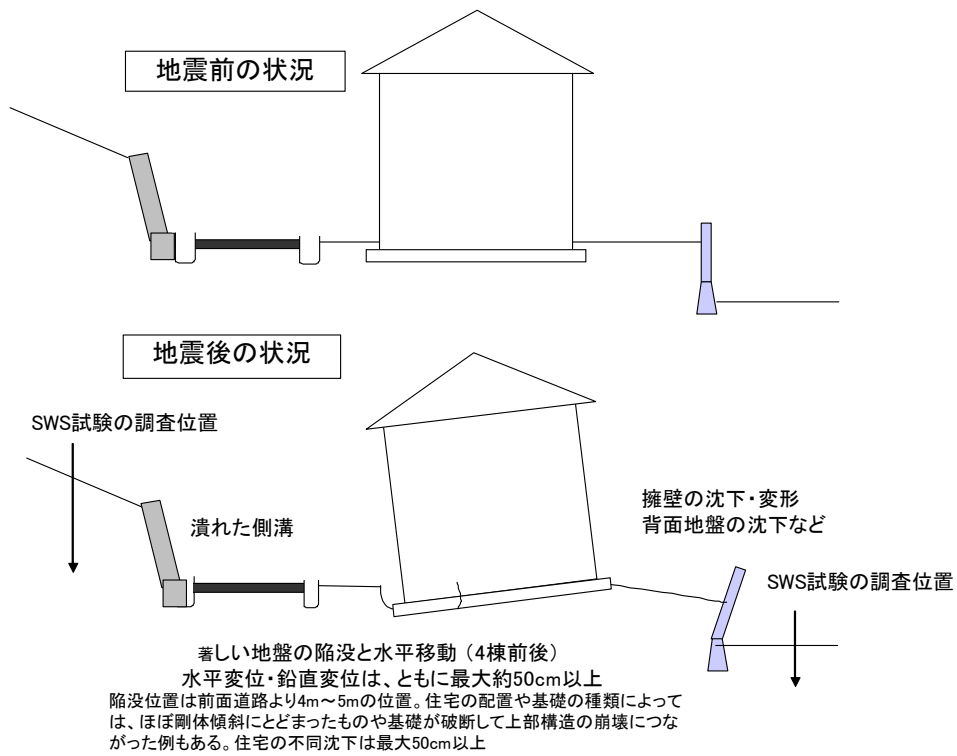 地震前の状況
地震後の状況
SWS試験の調査位置
潰れた側溝
擁壁の沈下・変形
背面地盤の沈下など
SWS試験の調査位置
著しい地盤の陥没と水平移動（4棟前後）
水平変位・鉛直変位は、ともに最大約50cm以上
陥没位置は前面道路より4m～5mの位置。住宅の配置や基礎の種類によって
は、ほぼ剛体傾斜にとどまったものや基礎が破断して上部構造の崩壊につな
がった例もある。住宅の不同沈下は最大50cm以上